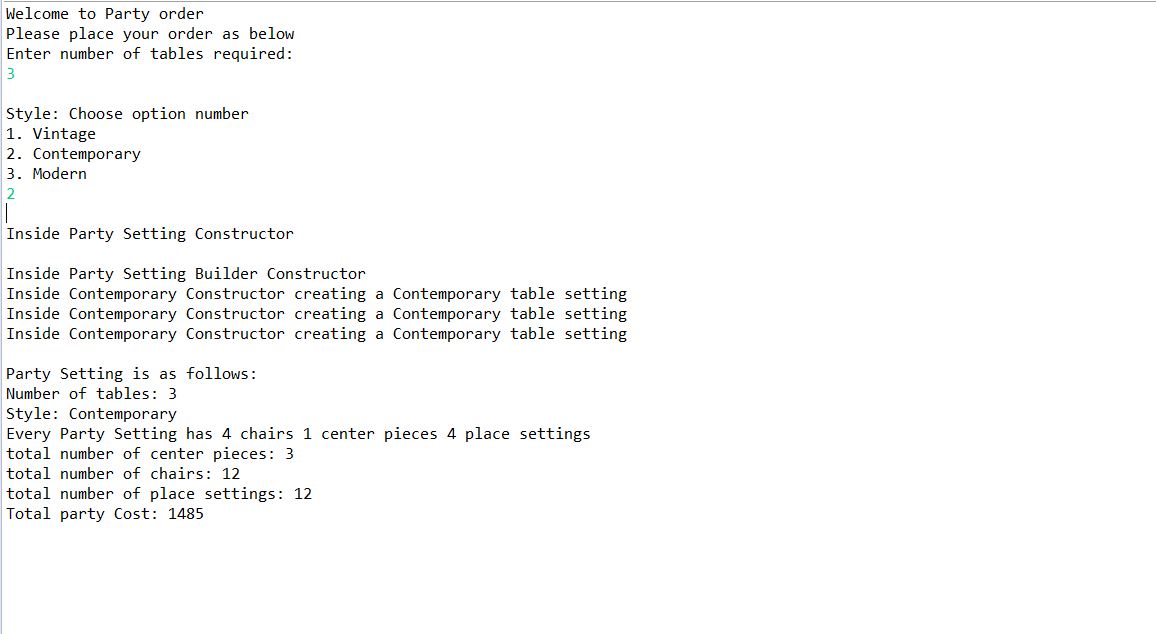 Welcome to Party order
Please place your order as below
Enter number of tables required:
3
Style: Choose option number
1. Vintage
2. Contemporary
3. Modern
2
Inside Party Setting Constructor
Inside Party Setting Builder Constructor
Inside Contemporary Constructor creating a Contemporary table setting
Inside Contemporary Constructor creating a Contemporary table setting
Inside Contemporary Constructor creating a Contemporary table setting
Party Setting is as follows:
Number of tables: 3
Style: Contemporary
Every Party Setting has 4 chairs 1 center pieces 4 place settings
total number of center pieces: 3
total number of chairs: 12
total number of place settings: 12
Total party Cost: 1485